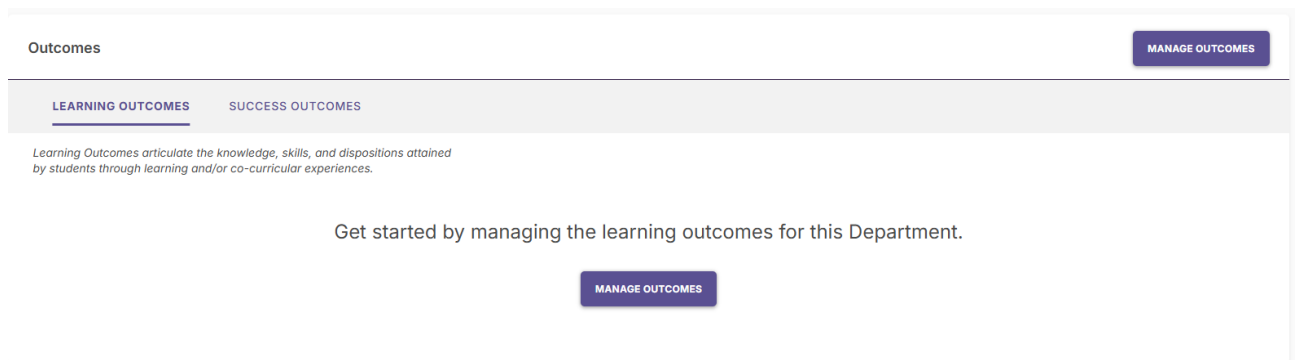 Outcomes
MANAGE OUTCOMES
LEARNING OUTCOMES
SUCCESS OUTCOMES
Learning Outcomes articulate the knowledge, skills, and dispositions attained
by students through learning and/or co-curricular experiences.
Get started by managing the learning outcomes for this Department.
MANAGE OUTCOMES